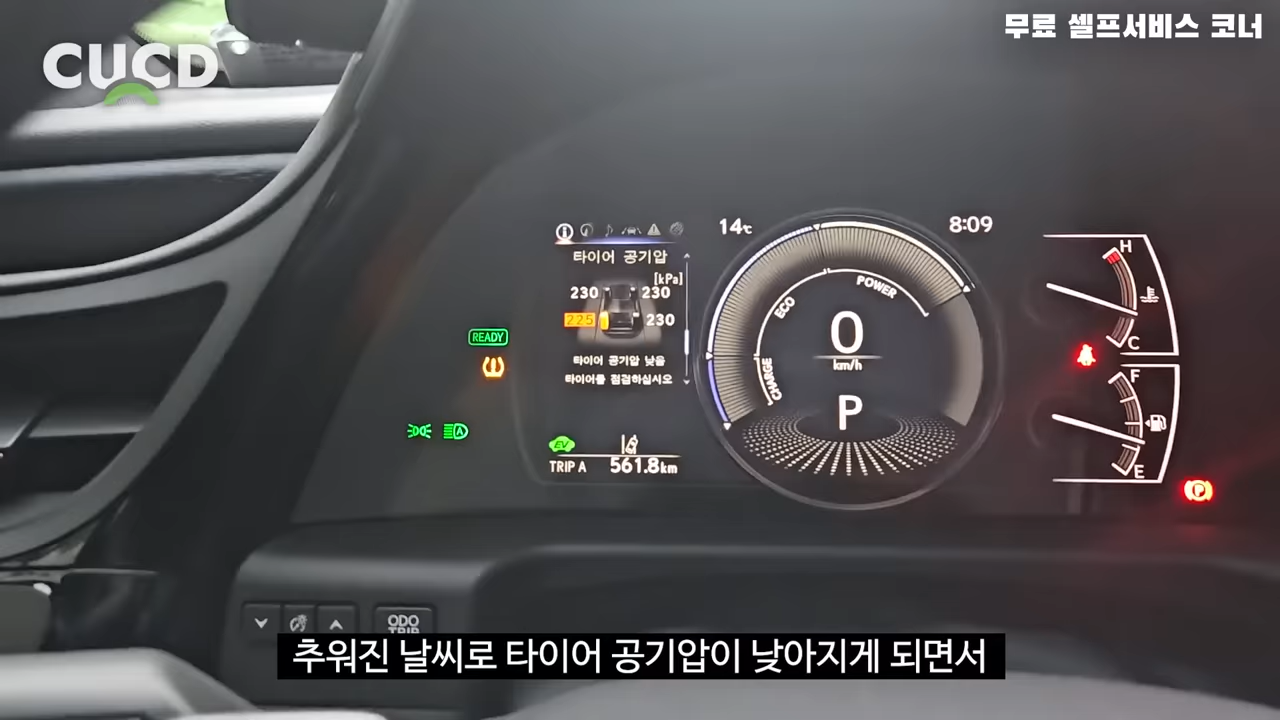 CUCD
무료 셀프서비스 코너
14℃
8:09
타이어 공기압
[kPa]
230 230
225 230
타이어 공기압 낮음
타이어를 점검하십시오
READY
A
EV
TRIP A 561.8km
CHARGE
ECO
POWER
0
km/h
P
H
C
F
E
P
ODO
TRIP
추워진 날씨로 타이어 공기압이 낮아지게 되면서